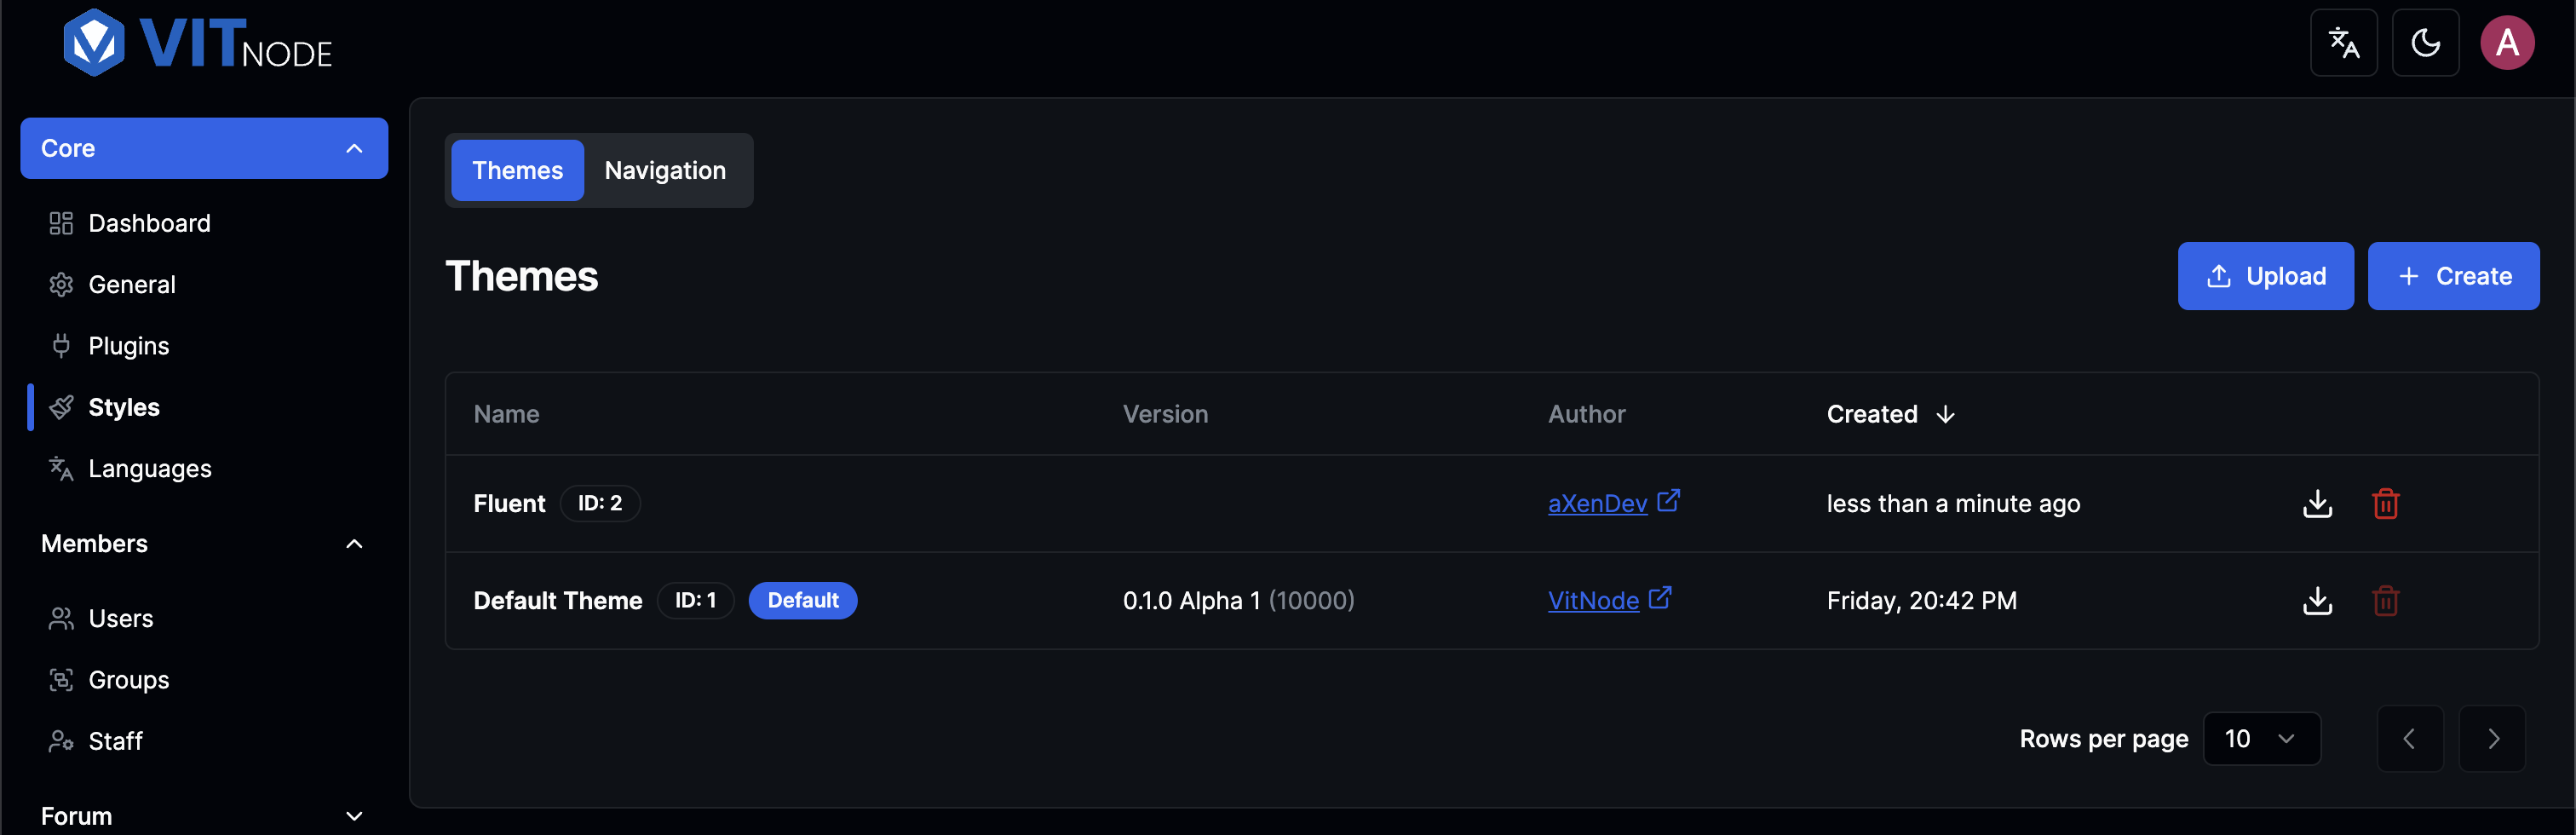 VITNODE
A
Core
Dashboard
General
Plugins
Styles
Languages
Members
Users
Groups
Staff
Forum
Themes Navigation
Themes
Upload Create
Name Version Author Created
Fluent ID: 2 aXenDev less than a minute ago
Default Theme ID: 1 Default 0.1.0 Alpha 1 (10000) VitNode Friday, 20:42 PM
Rows per page 10